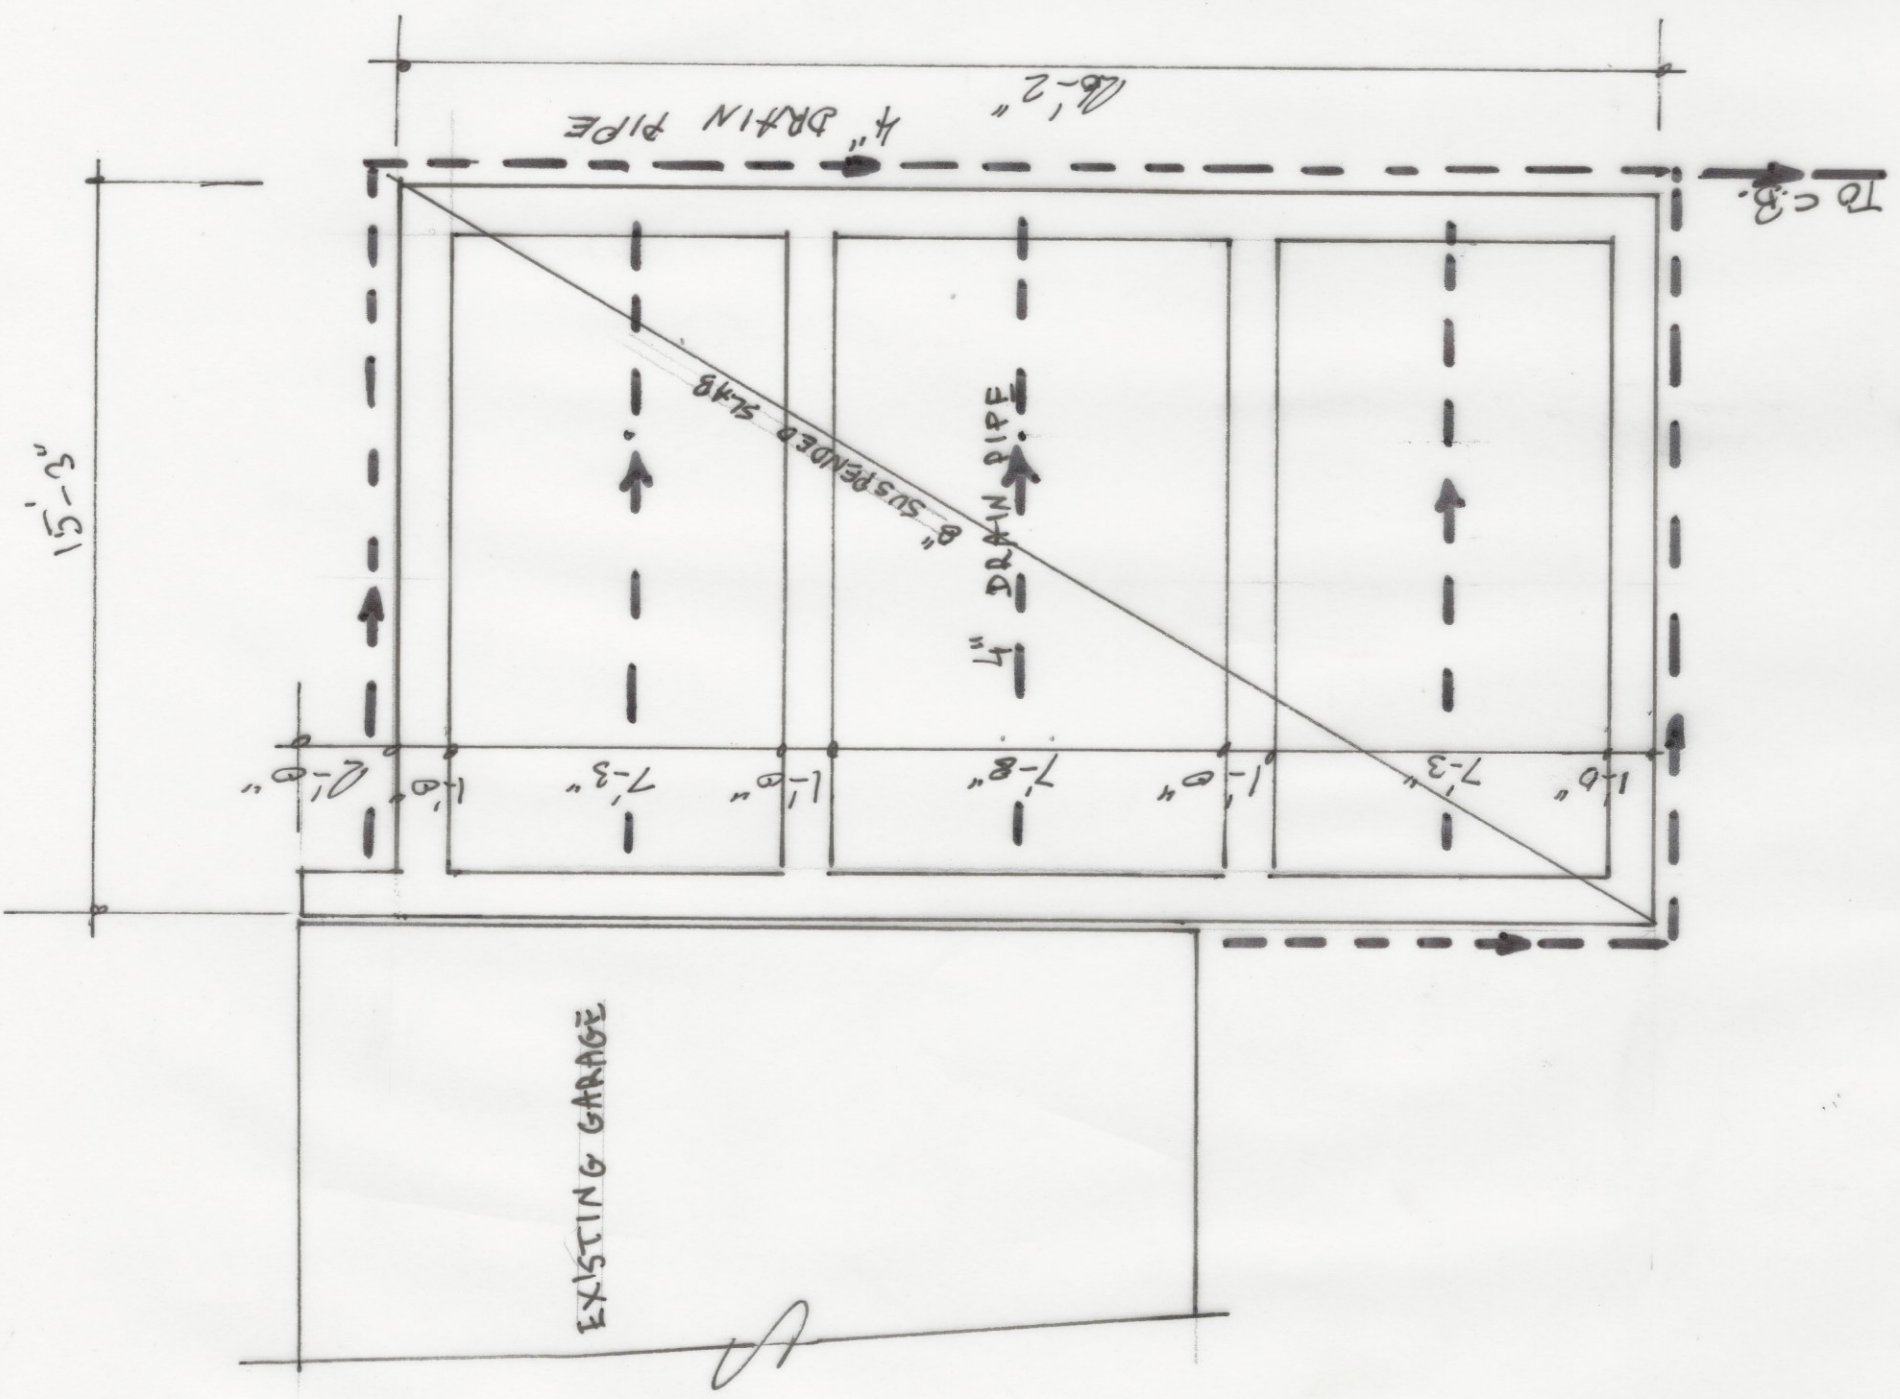 26'-2"
4" DRAIN PIPE
TO C.B.
15'-3"
8" SUSPENDED SLAB
4" DRAIN PIPE
2'-0"
1'-0"
7'-3"
1'-0"
7'-8"
1'-0"
7'-3"
1'-0"
EXISTING GARAGE